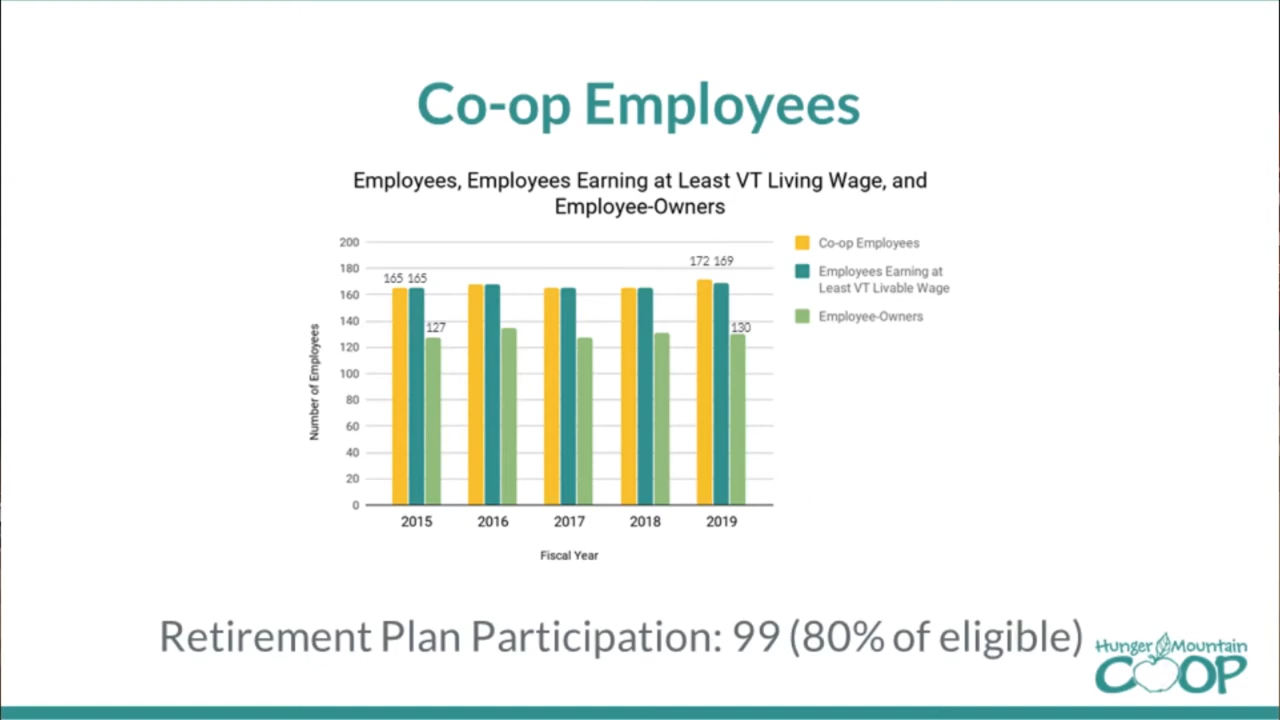 Co-op Employees
Employees, Employees Earning at Least VT Living Wage, and
Employee-Owners
200
180
160
140
120
100
80
60
40
20
0
Number of Employees
165 165
127
172 169
130
2015 2016 2017 2018 2019
Fiscal Year
Co-op Employees
Employees Earning at
Least VT Livable Wage
Employee-Owners
Retirement Plan Participation: 99 (80% of eligible)
Hunger Mountain
COOP